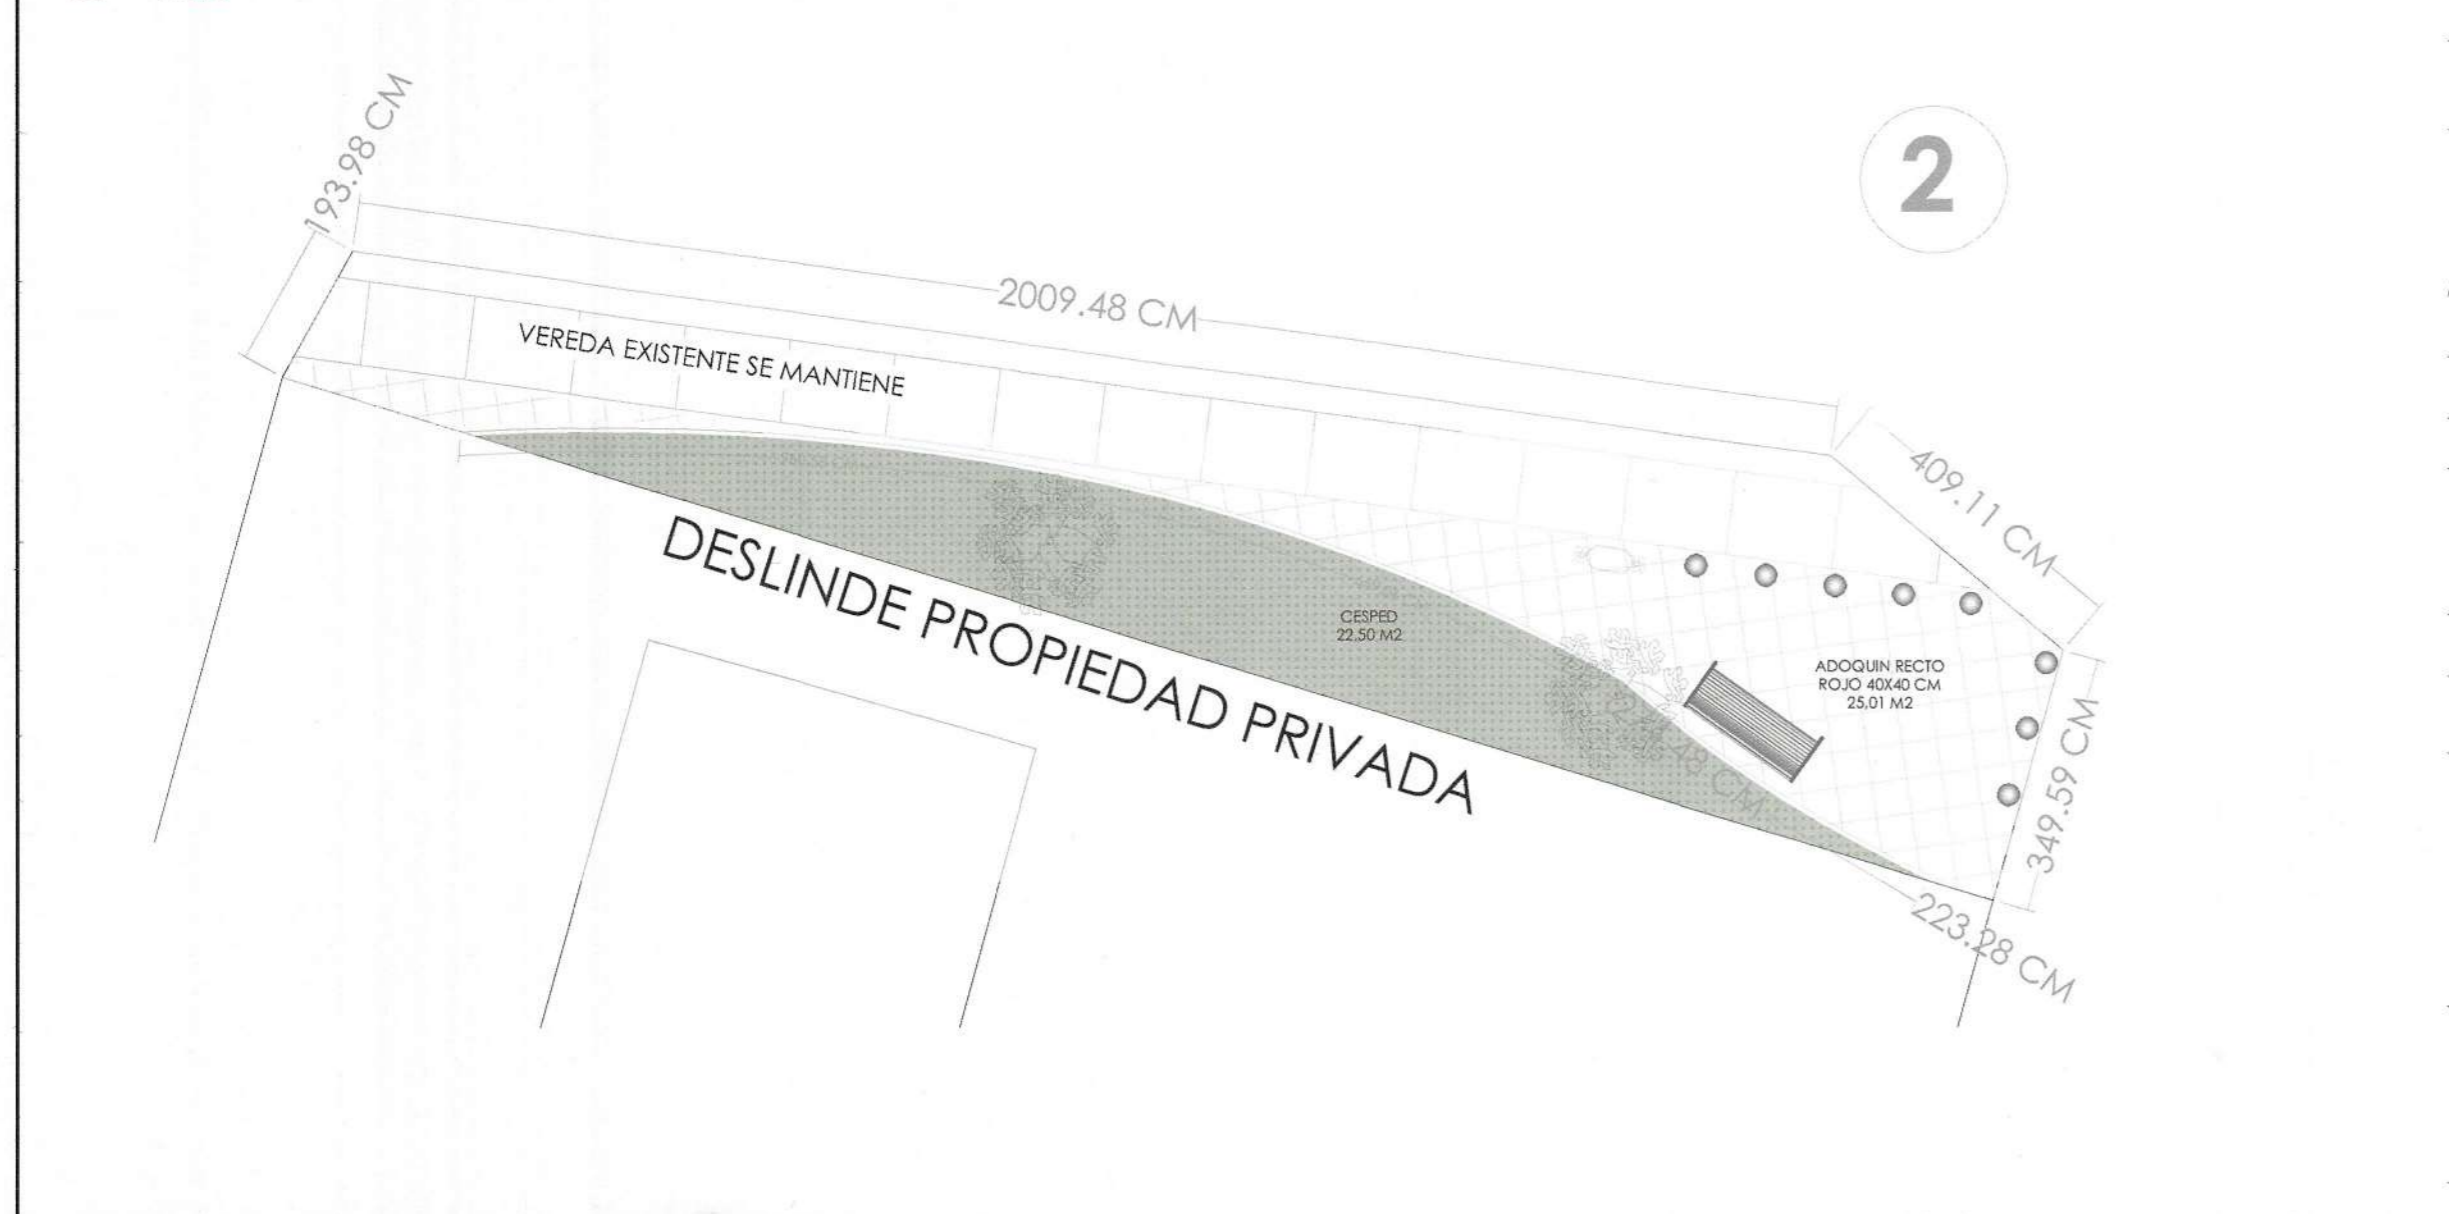 193.98 CM
2
2009.48 CM
VEREDA EXISTENTE SE MANTIENE
409.11 CM
DESLINDE PROPIEDAD PRIVADA
CESPED
22.50 M2
ADOQUIN RECTO
ROJO 40X40 CM
25,01 M2
349.59 CM
223.28 CM